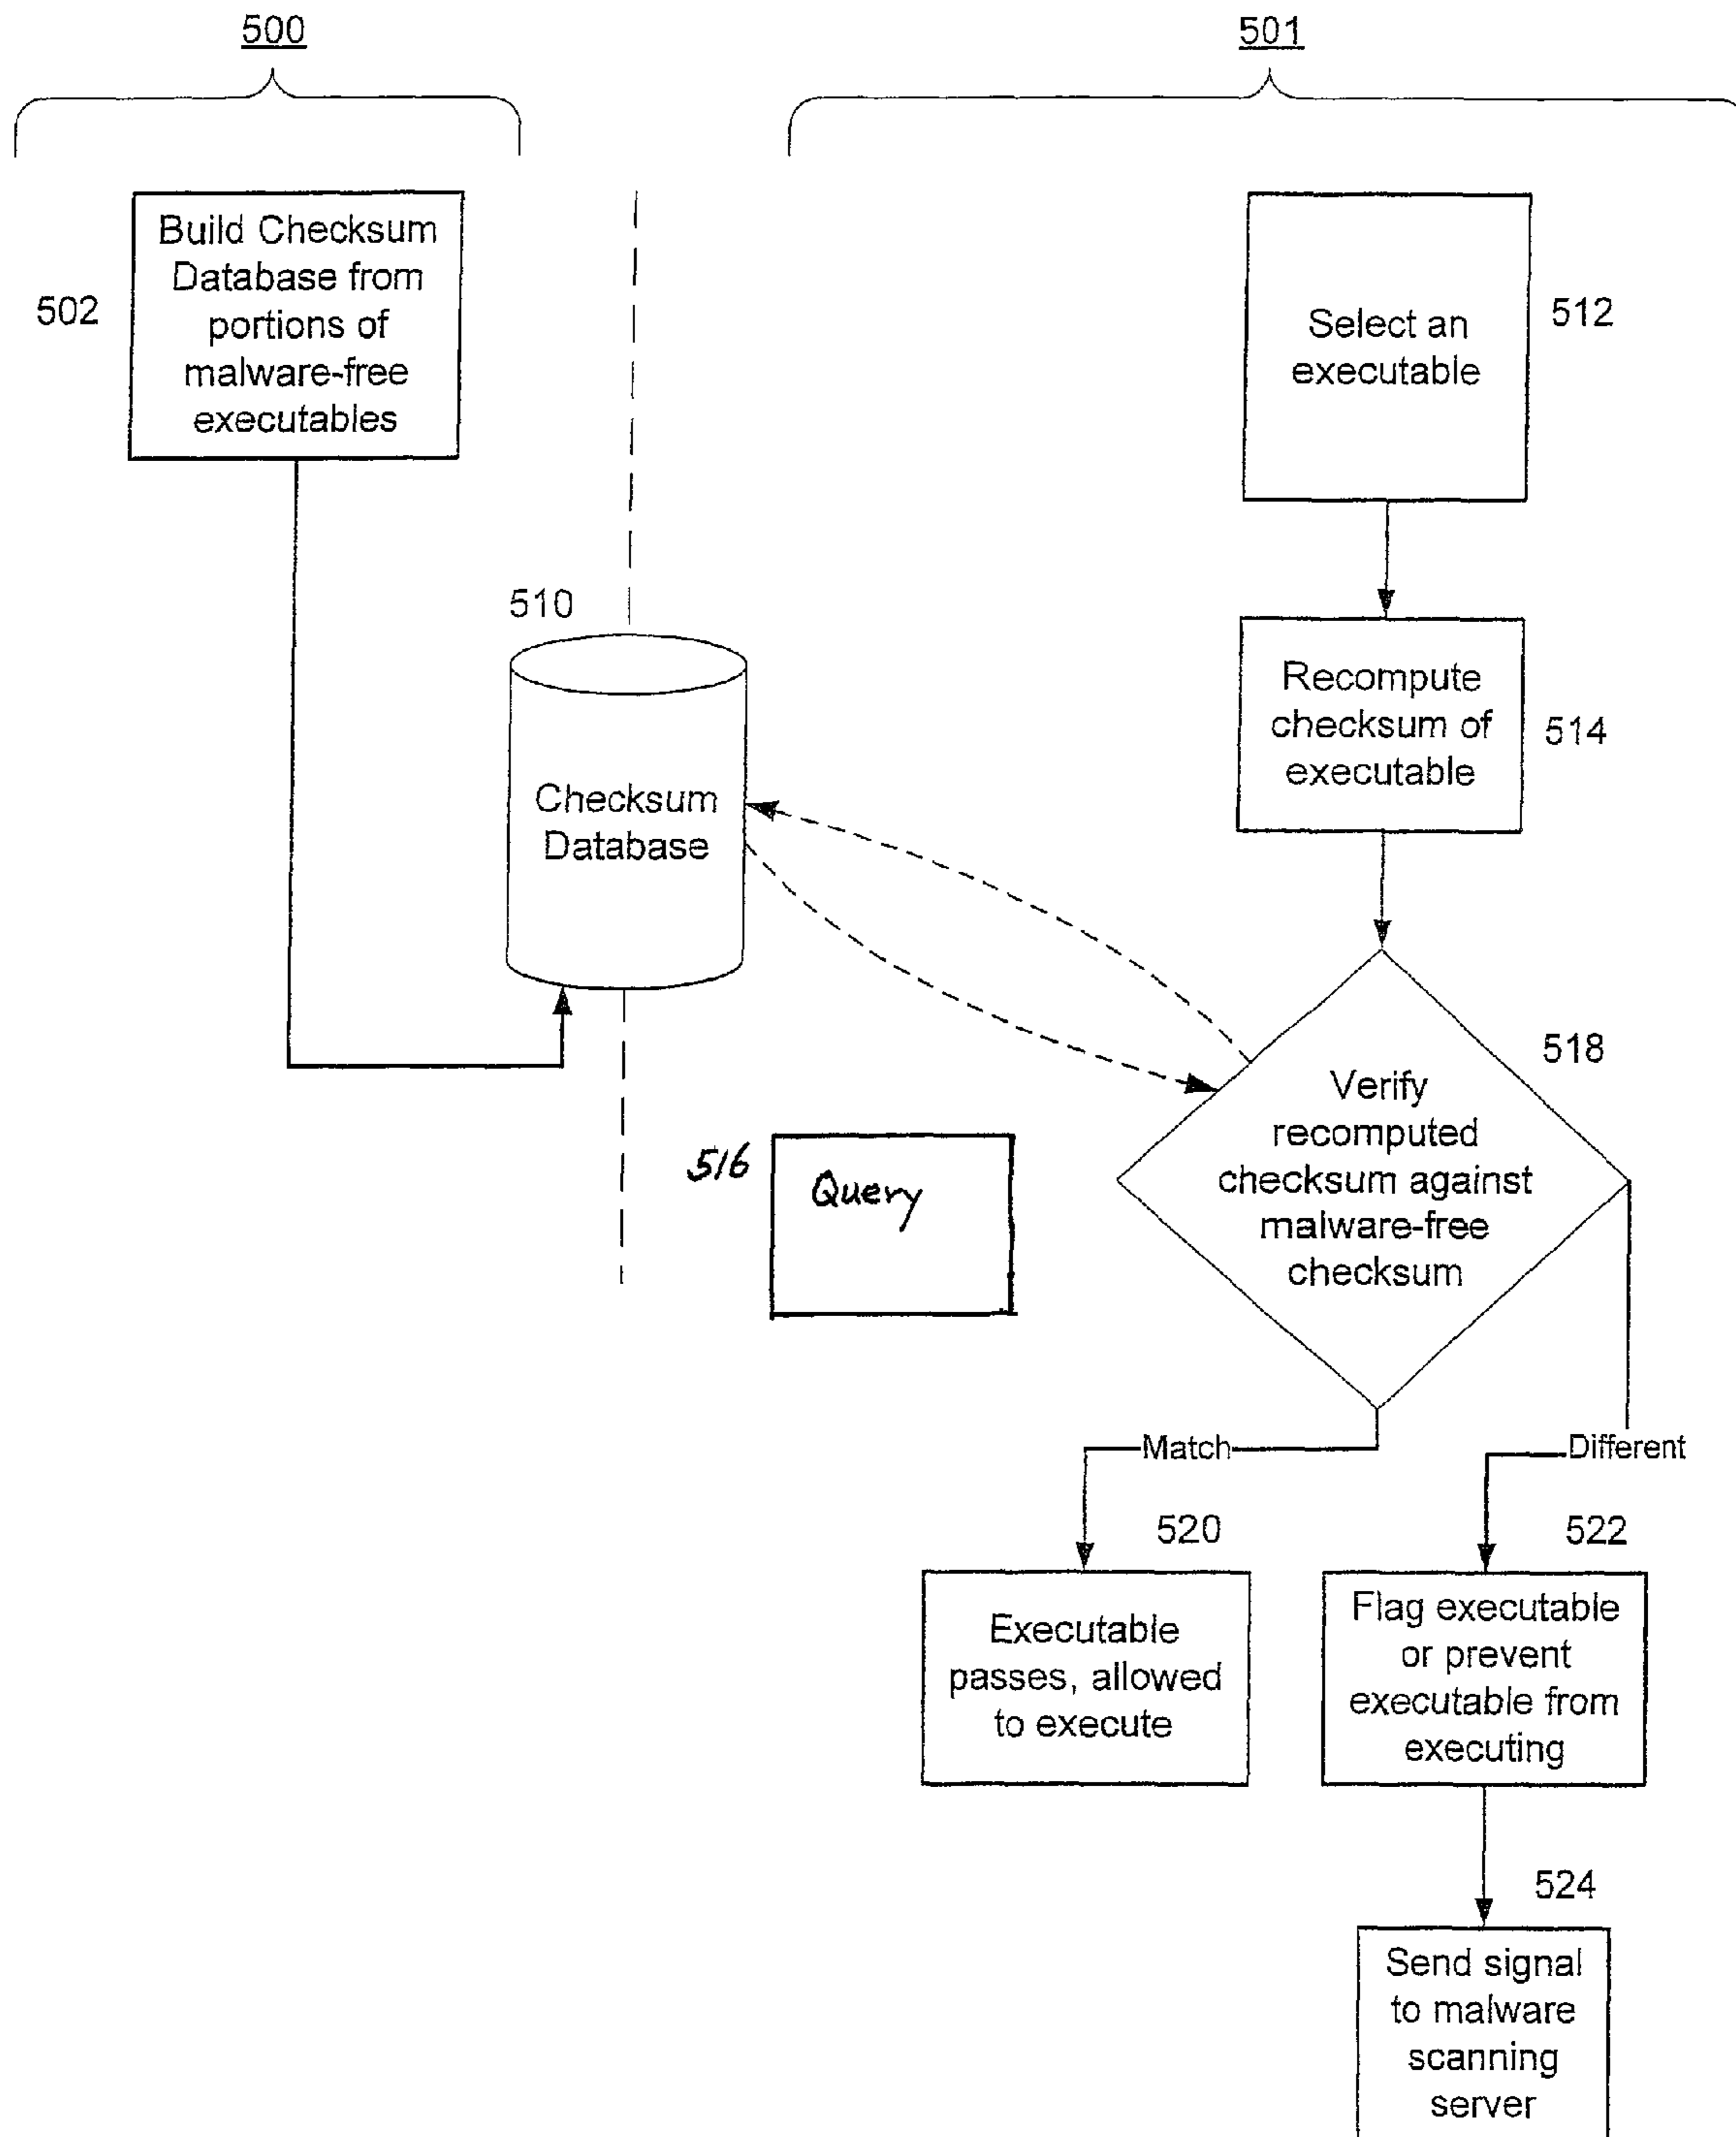 500
501
502
Build Checksum
Database from
portions of
malware-free
executables
Select an
executable
512
510
Checksum
Database
Recompute
checksum of
executable
514
518
Verify
recomputed
checksum against
malware-free
checksum
516
Query
Match
Different
520
Executable
passes, allowed
to execute
522
Flag executable
or prevent
executable from
executing
524
Send signal
to malware
scanning
server